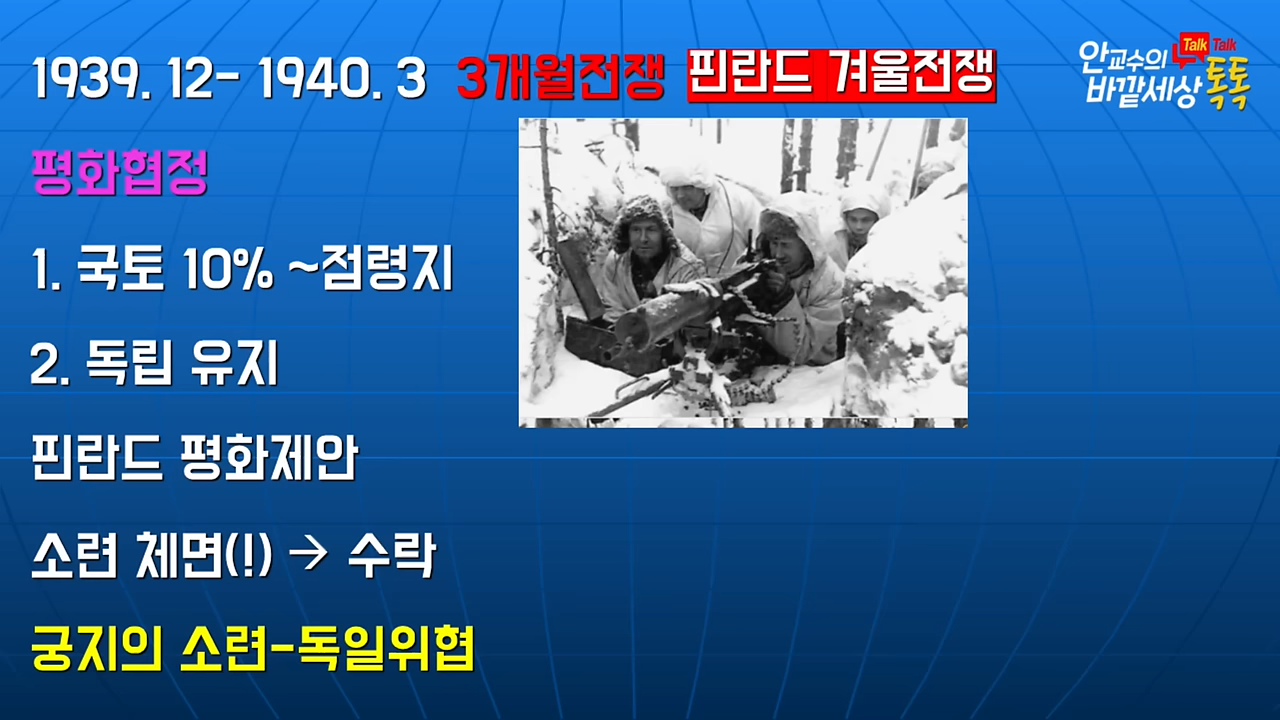 1939. 12- 1940. 3 3개월전쟁 핀란드 겨울전쟁
안교수의 Talk Talk
바깥세상 톡톡
평화협정
1. 국토 10% ~점령지
2. 독립 유지
핀란드 평화제안
소련 체면(!) → 수락
궁지의 소련-독일위협